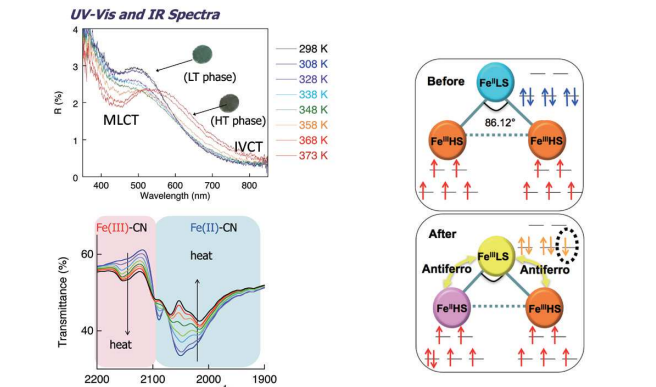 UV-Vis and IR Spectra
4
3
2
1
0
R (%)
(LT phase)
(HT phase)
MLCT
IVCT
400 500 600 700 800
Wavelength (nm)
298 K
308 K
328 K
338 K
348 K
358 K
368 K
373 K
Fe(III)-CN Fe(II)-CN
60
40
Transmittance (%)
heat
heat
2200 2100 2000 1900
Before
FeᴵᴵLS
86.12°
FeᴵᴵᴵHS
FeᴵᴵᴵHS
After
FeᴵᴵᴵLS
Antiferro Antiferro
FeᴵᴵHS
FeᴵᴵᴵHS